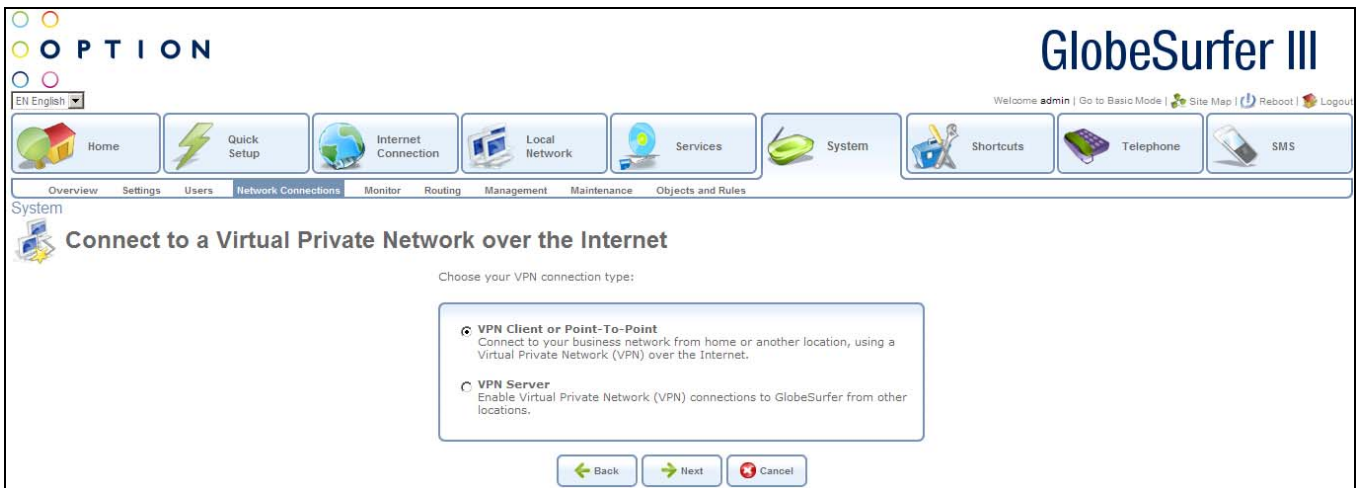 OPTION
GlobeSurfer III
EN English
Welcome admin | Go to Basic Mode | Site Map | Reboot | Logout
Home
Quick
Setup
Internet
Connection
Local
Network
Services
System
Shortcuts
Telephone
SMS
Overview Settings Users Network Connections Monitor Routing Management Maintenance Objects and Rules
System
Connect to a Virtual Private Network over the Internet
Choose your VPN connection type:
VPN Client or Point-To-Point
Connect to your business network from home or another location, using a
Virtual Private Network (VPN) over the Internet.
VPN Server
Enable Virtual Private Network (VPN) connections to GlobeSurfer from other
locations.
Back Next Cancel